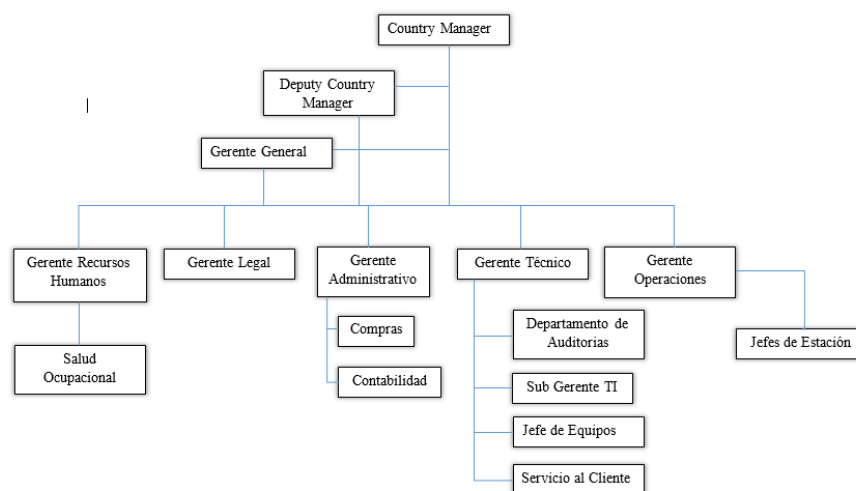 Country Manager
Deputy Country
Manager
Gerente General
Gerente Recursos
Humanos
Gerente Legal
Gerente
Administrativo
Gerente Técnico
Gerente
Operaciones
Salud
Ocupacional
Compras
Contabilidad
Departamento de
Auditorias
Sub Gerente TI
Jefe de Equipos
Servicio al Cliente
Jefes de Estación